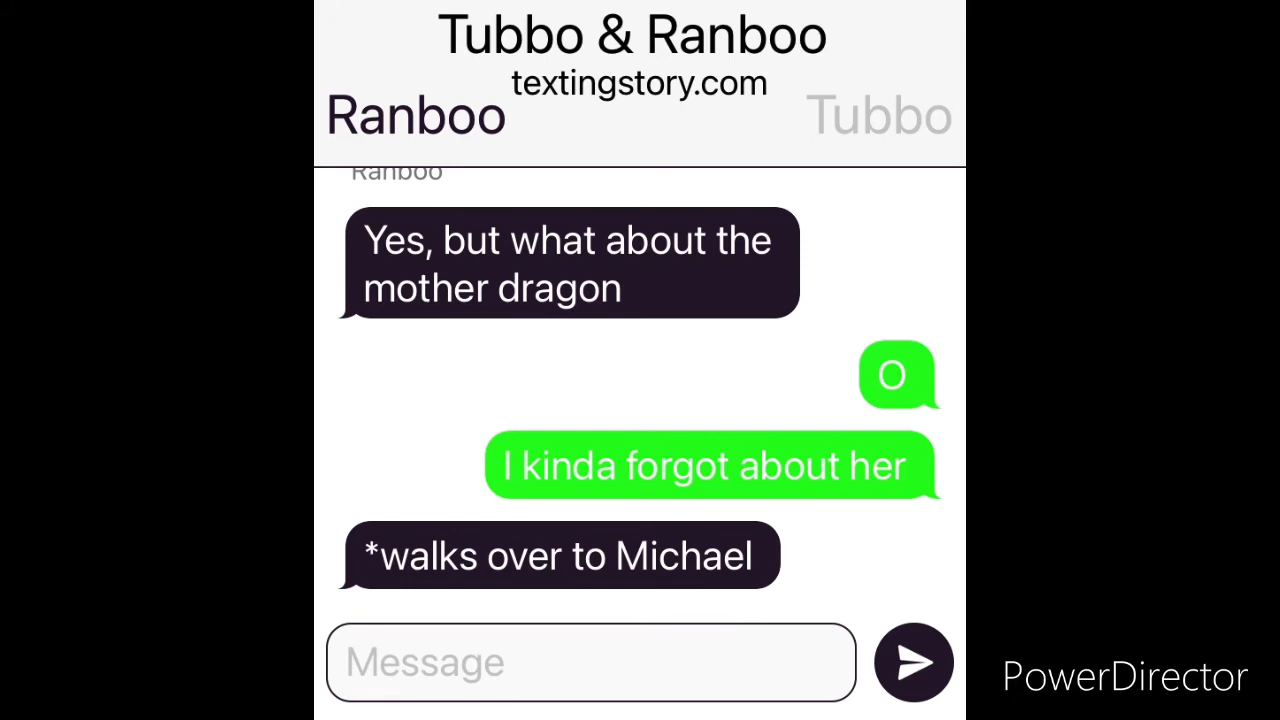 Tubbo & Ranboo
textingstory.com
Ranboo
Tubbo
Ranboo
Yes, but what about the
mother dragon
O
I kinda forgot about her
*walks over to Michael
Message
PowerDirector